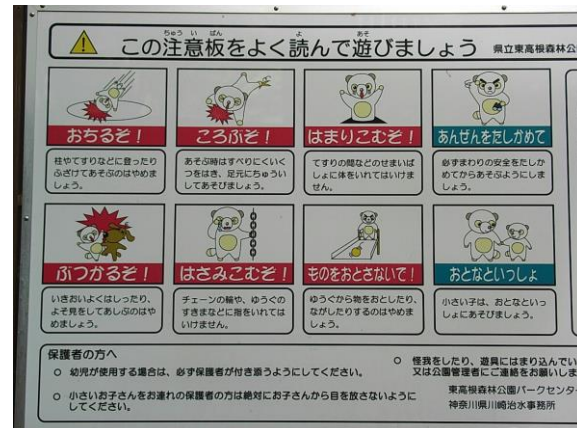 ちゅう い ばん よ あそ
この注意板をよく読んで遊びましょう 県立東高根森林公
おちるぞ！
柱やてすりなどに登ったり
ふざけてあそぶのはやめま
しょう。
ころぶぞ！
あそぶ時はすべりにくいく
つをはき、足元にちゅうい
してあそびましょう。
はまりこむぞ！
てすりの間などのせまいば
しょに体をいれてはいけま
せん。
あんぜんをたしかめて
必ずまわりの安全をたしか
めてからあそぶようにしま
しょう。
ぶつかるぞ！
いきおいよくはしったり、
よそ見をしてあしぶのはや
めましょう。
はさみこむぞ！
チェーンの輪や、ゆうぐの
すきまなどに指をいれては
いけません。
ものをおとさないで！
ゆうぐから物をおとしたり、
ながしたりするのはやめま
しょう。
おとなといっしょ
小さい子は、おとなといっ
しょにあそびましょう。
保護者の方へ
○ 幼児が使用する場合は、必ず保護者が付き添うようにしてください。
○ 小さいお子さんをお連れの保護者の方は絶対にお子さんから目を放さないように
してください。
○ 怪我をしたり、遊具にはまり込んでい
又は公園管理者にご連絡をお願いしま
東高根森林公園パークセンタ
神奈川県川崎治水事務所